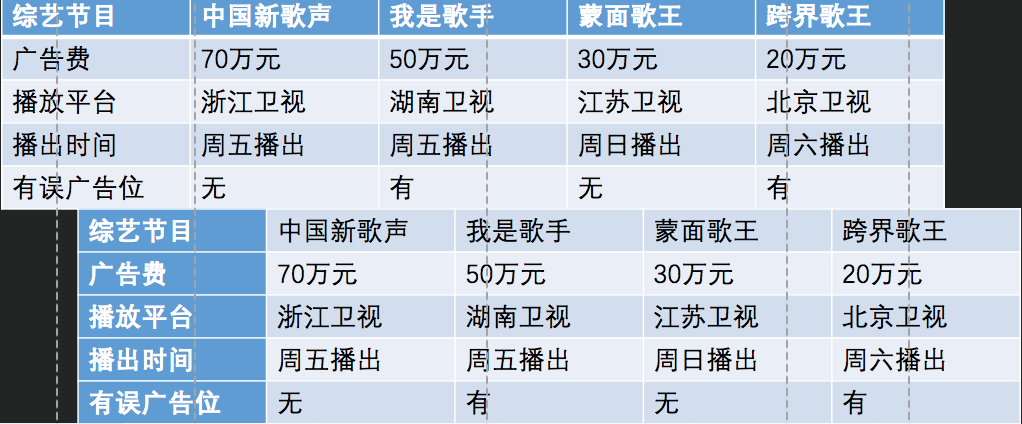 综艺节目 中国新歌声 我是歌手 蒙面歌王 跨界歌王
广告费 70万元 50万元 30万元 20万元
播放平台 浙江卫视 湖南卫视 江苏卫视 北京卫视
播出时间 周五播出 周五播出 周日播出 周六播出
有误广告位 无 有 无 有
综艺节目 中国新歌声 我是歌手 蒙面歌王 跨界歌王
广告费 70万元 50万元 30万元 20万元
播放平台 浙江卫视 湖南卫视 江苏卫视 北京卫视
播出时间 周五播出 周五播出 周日播出 周六播出
有误广告位 无 有 无 有